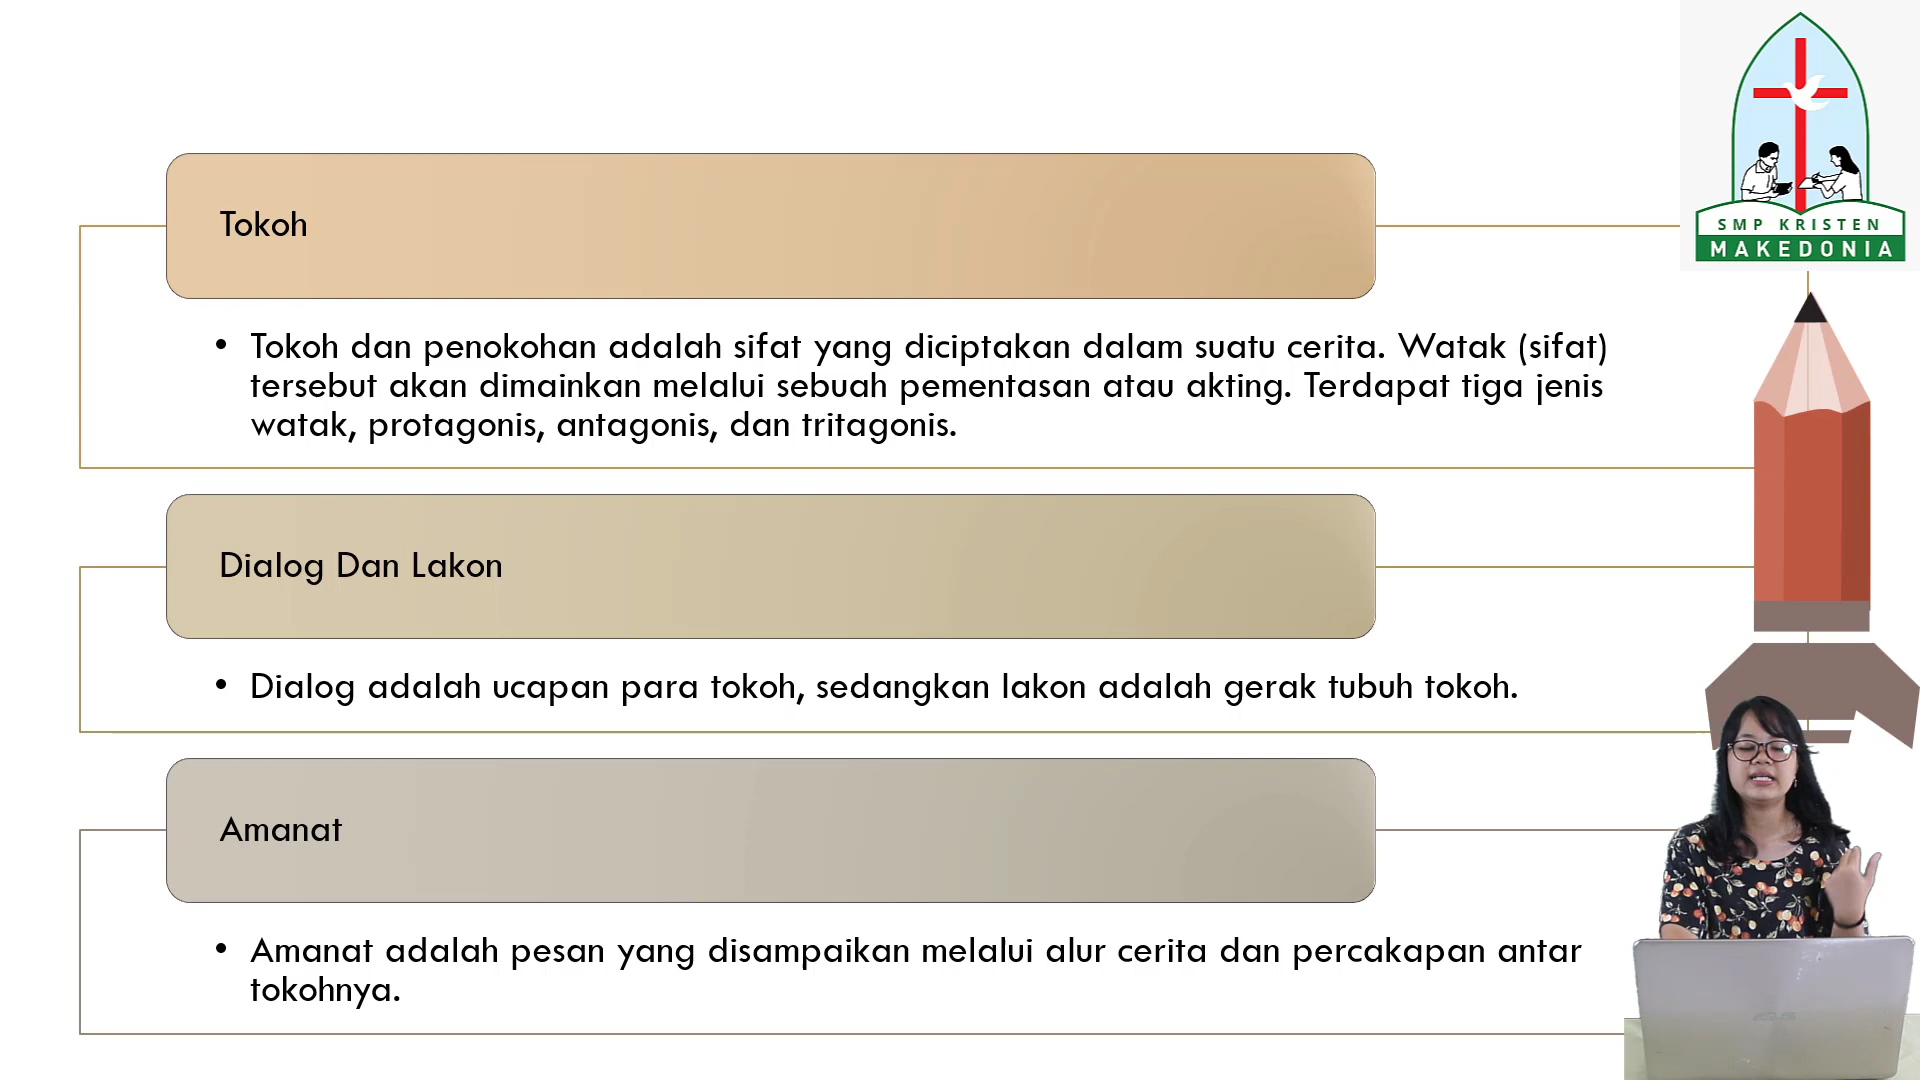 SMP KRISTEN
MAKEDONIA
Tokoh
• Tokoh dan penokohan adalah sifat yang diciptakan dalam suatu cerita. Watak (sifat)
tersebut akan dimainkan melalui sebuah pementasan atau akting. Terdapat tiga jenis
watak, protagonis, antagonis, dan tritagonis.
Dialog Dan Lakon
• Dialog adalah ucapan para tokoh, sedangkan lakon adalah gerak tubuh tokoh.
Amanat
• Amanat adalah pesan yang disampaikan melalui alur cerita dan percakapan antar
tokohnya.